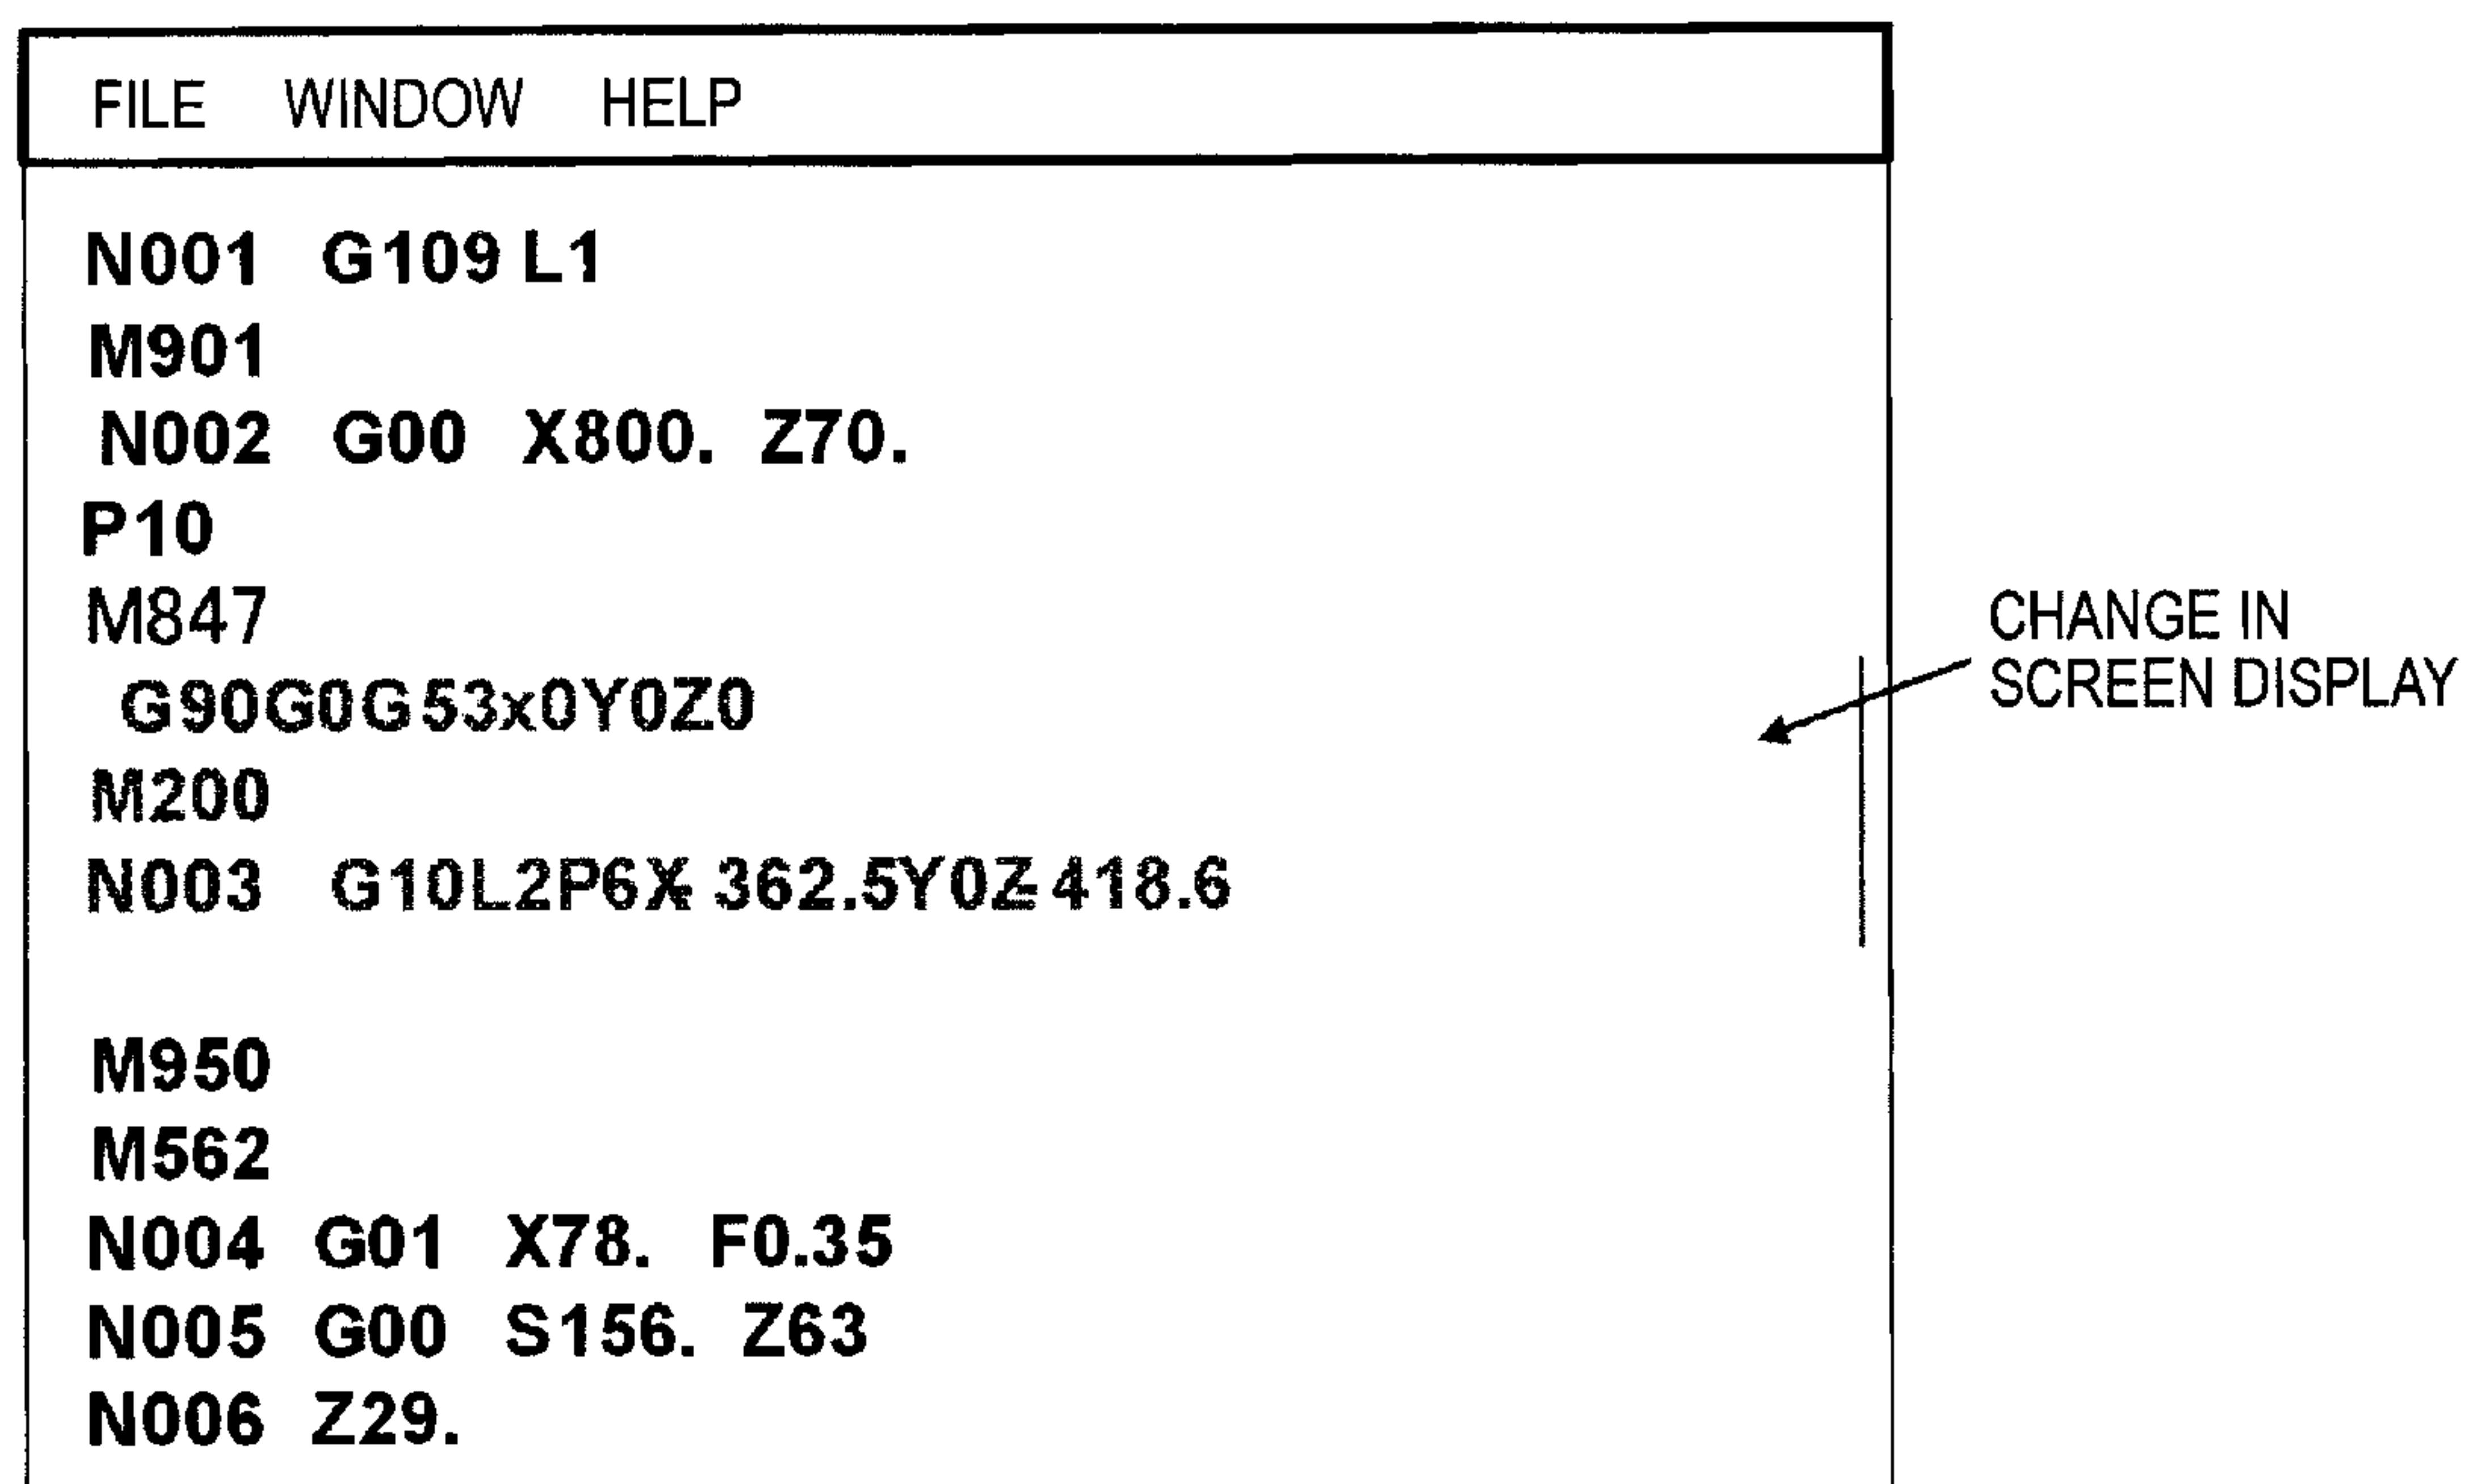 FILE WINDOW HELP
N001 G109 L1
M901
N002 G00 X800. Z70.
P10
M847
G90G0G53x0Y0Z0
M200
N003 G10L2P6X-362.5Y0Z-418.6
M950
M562
N004 G01 X78. F0.35
N005 G00 S156. Z63
N006 Z29.
CHANGE IN
SCREEN DISPLAY